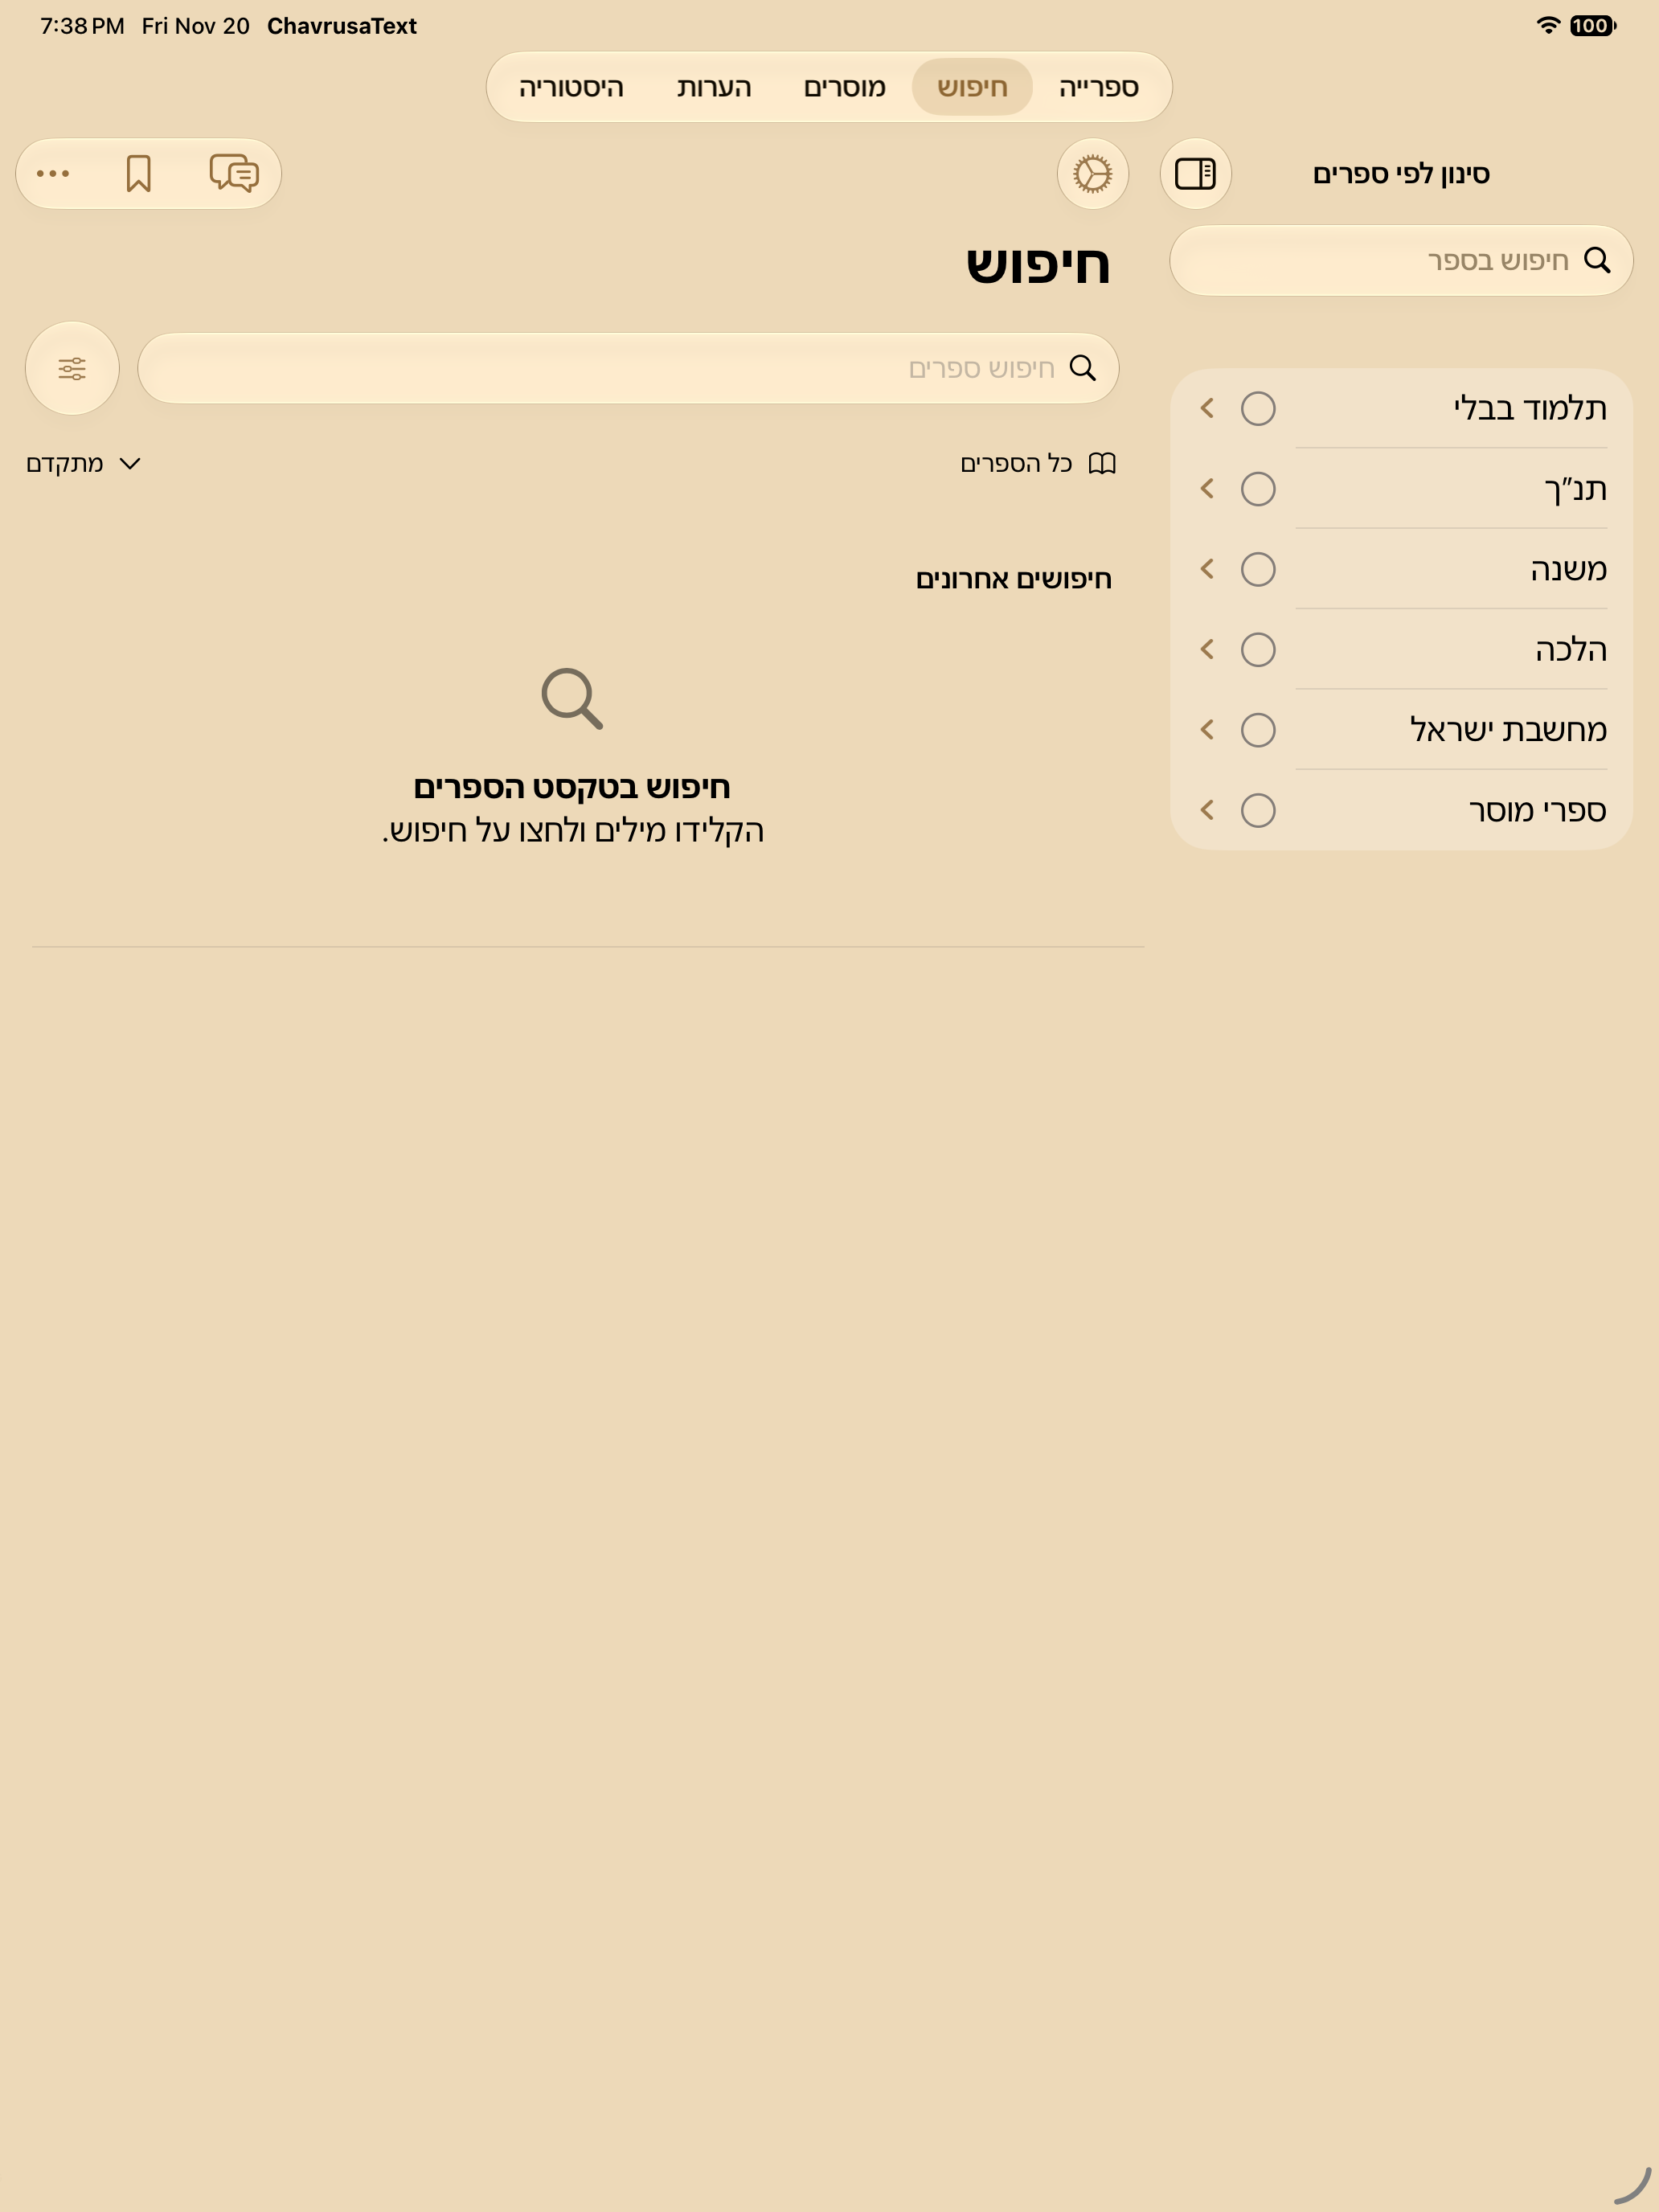 7:38 PM Fri Nov 20 ChavrusaText
100
ספרייה חיפוש מוסרים הערות היסטוריה
סינון לפי ספרים
חיפוש בספר
תלמוד בבלי
תנ"ך
משנה
הלכה
מחשבת ישראל
ספרי מוסר
חיפוש
חיפוש ספרים
כל הספרים
מתקדם
חיפושים אחרונים
חיפוש בטקסט הספרים
הקלידו מילים ולחצו על חיפוש.